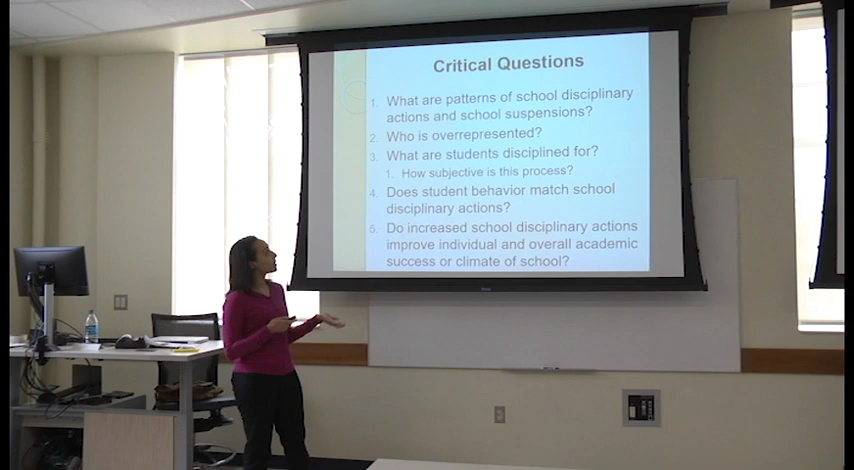 Critical Questions
1. What are patterns of school disciplinary
actions and school suspensions?
2. Who is overrepresented?
3. What are students disciplined for?
1. How subjective is this process?
4. Does student behavior match school
disciplinary actions?
5. Do increased school disciplinary actions
improve individual and overall academic
success or climate of school?